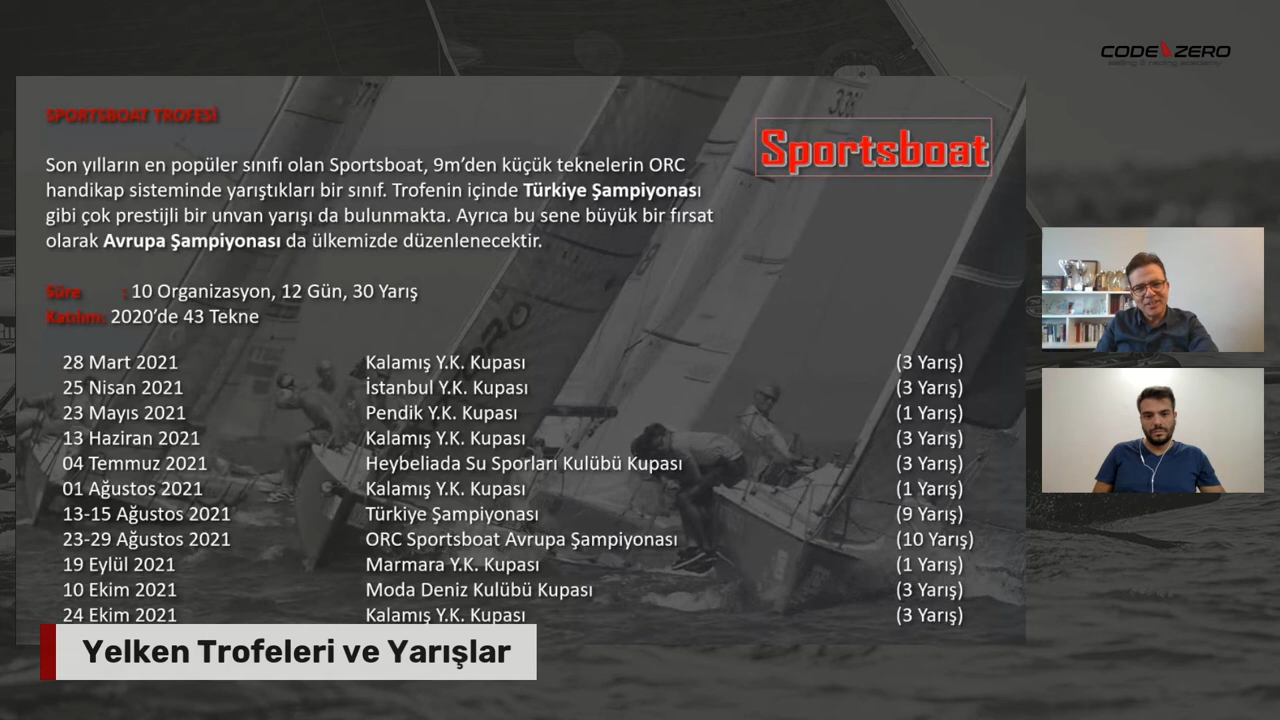 CODE ZERO
sailing & racing academy
SPORTSBOAT TROFESİ
Sportsboat
Son yılların en popüler sınıfı olan Sportsboat, 9m’den küçük teknelerin ORC
handikap sisteminde yarıştıkları bir sınıf. Trofenin içinde Türkiye Şampiyonası
gibi çok prestijli bir unvan yarışı da bulunmakta. Ayrıca bu sene büyük bir fırsat
olarak Avrupa Şampiyonası da ülkemizde düzenlenecektir.
Süre : 10 Organizasyon, 12 Gün, 30 Yarış
Katılım: 2020’de 43 Tekne
28 Mart 2021 Kalamış Y.K. Kupası (3 Yarış)
25 Nisan 2021 İstanbul Y.K. Kupası (3 Yarış)
23 Mayıs 2021 Pendik Y.K. Kupası (1 Yarış)
13 Haziran 2021 Kalamış Y.K. Kupası (3 Yarış)
04 Temmuz 2021 Heybeliada Su Sporları Kulübü Kupası (3 Yarış)
01 Ağustos 2021 Kalamış Y.K. Kupası (1 Yarış)
13-15 Ağustos 2021 Türkiye Şampiyonası (9 Yarış)
23-29 Ağustos 2021 ORC Sportsboat Avrupa Şampiyonası (10 Yarış)
19 Eylül 2021 Marmara Y.K. Kupası (1 Yarış)
10 Ekim 2021 Moda Deniz Kulübü Kupası (3 Yarış)
24 Ekim 2021 Kalamış Y.K. Kupası (3 Yarış)
Yelken Trofeleri ve Yarışlar